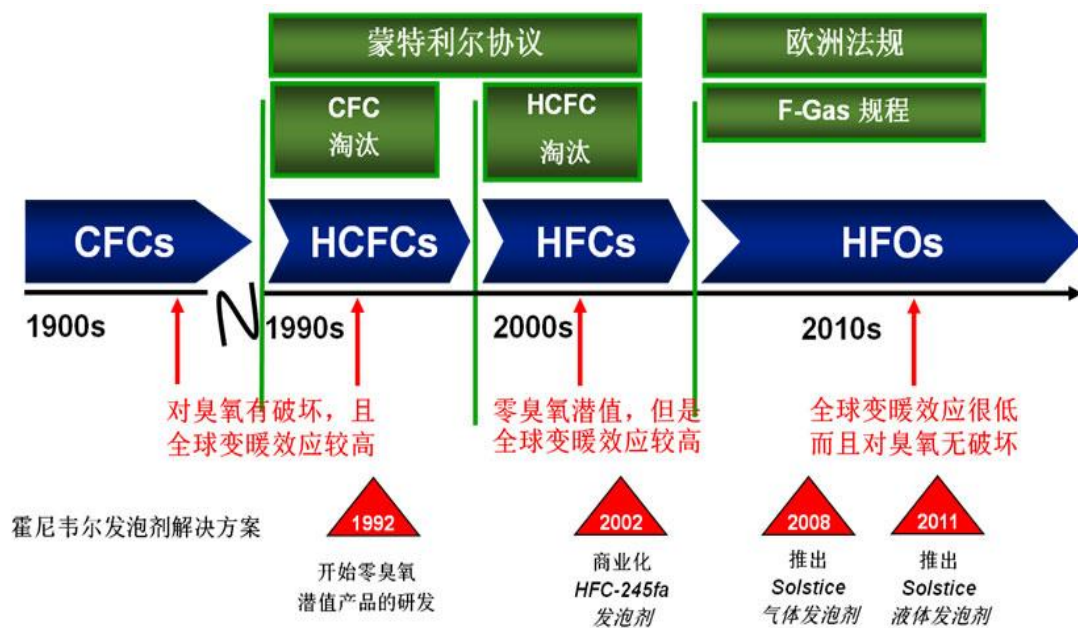 蒙特利尔协议
欧洲法规
CFC
淘汰
HCFC
淘汰
F-Gas 规程
CFCs
HCFCs
HFCs
HFOs
1900s
1990s
2000s
2010s
对臭氧有破坏，且
全球变暖效应较高
零臭氧潜值，但是
全球变暖效应较高
全球变暖效应很低
而且对臭氧无破坏
霍尼韦尔发泡剂解决方案
1992
2002
2008
2011
开始零臭氧
潜值产品的研发
商业化
HFC-245fa
发泡剂
推出
Solstice
气体发泡剂
推出
Solstice
液体发泡剂